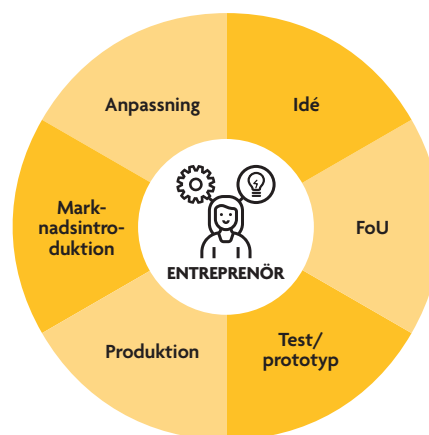 Anpassning
Idé
Mark-
nadsintro-
duktion
FoU
ENTREPRENÖR
Produktion
Test/
prototyp